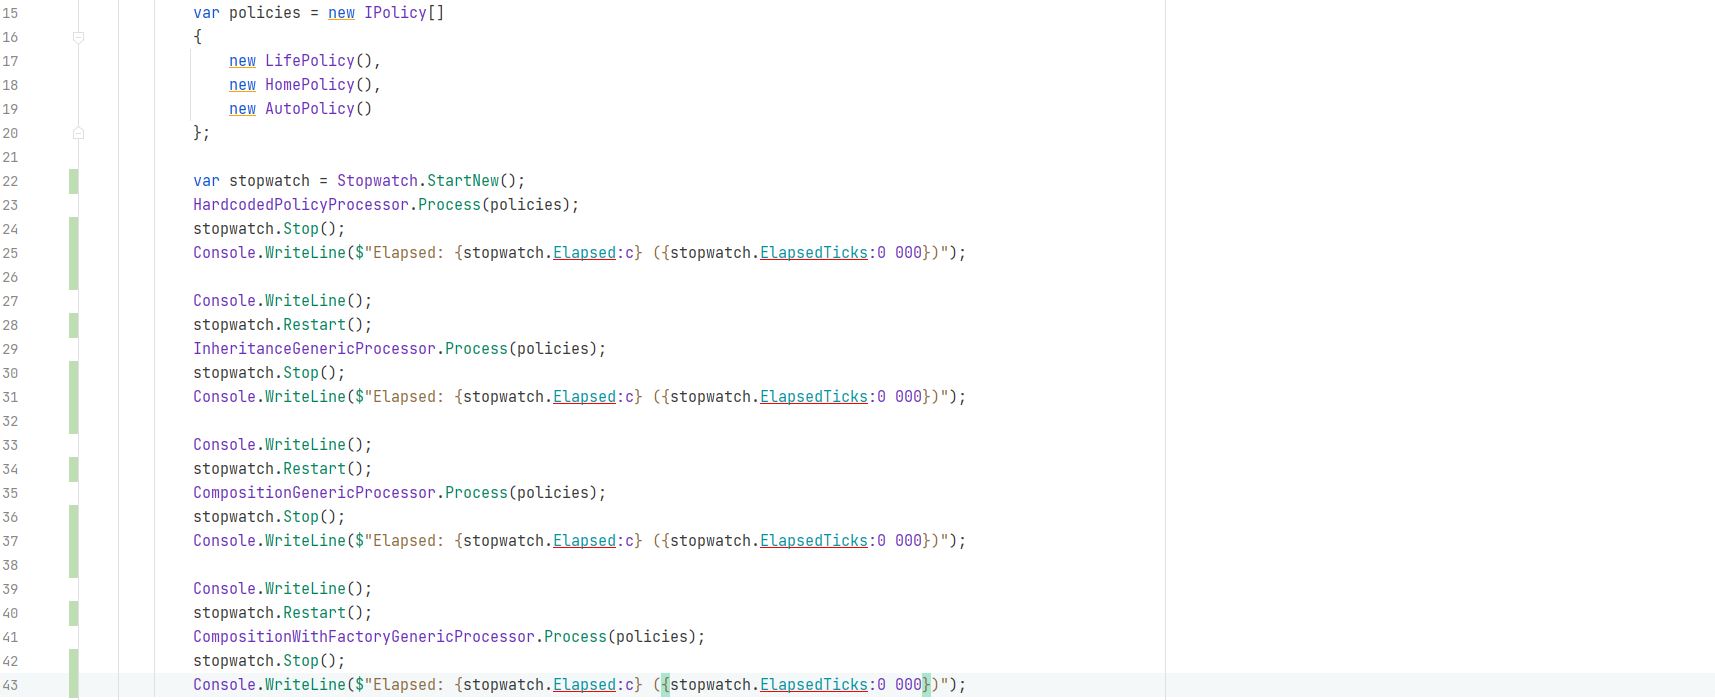 15 var policies = new IPolicy[]
16 {
17 new LifePolicy(),
18 new HomePolicy(),
19 new AutoPolicy()
20 };
21
22 var stopwatch = Stopwatch.StartNew();
23 HardcodedPolicyProcessor.Process(policies);
24 stopwatch.Stop();
25 Console.WriteLine($"Elapsed: {stopwatch.Elapsed:c} ({stopwatch.ElapsedTicks:0 000})");
26
27 Console.WriteLine();
28 stopwatch.Restart();
29 InheritanceGenericProcessor.Process(policies);
30 stopwatch.Stop();
31 Console.WriteLine($"Elapsed: {stopwatch.Elapsed:c} ({stopwatch.ElapsedTicks:0 000})");
32
33 Console.WriteLine();
34 stopwatch.Restart();
35 CompositionGenericProcessor.Process(policies);
36 stopwatch.Stop();
37 Console.WriteLine($"Elapsed: {stopwatch.Elapsed:c} ({stopwatch.ElapsedTicks:0 000})");
38
39 Console.WriteLine();
40 stopwatch.Restart();
41 CompositionWithFactoryGenericProcessor.Process(policies);
42 stopwatch.Stop();
43 Console.WriteLine($"Elapsed: {stopwatch.Elapsed:c} ({stopwatch.ElapsedTicks:0 000})");